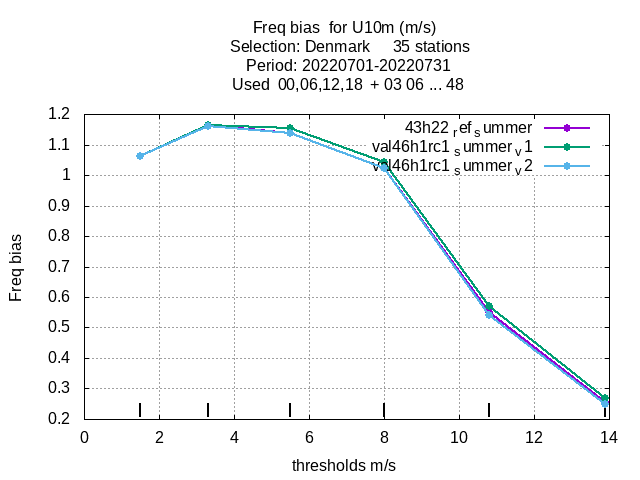 Freq bias  for U10m (m/s)
Selection: Denmark     35 stations
Period: 20220701-20220731
Used  00,06,12,18  + 03 06 ... 48
43h22 ref summer
val46h1rc1 summer v1
val46h1rc1 summer v2
1.2
1.1
1
0.9
0.8
0.7
0.6
0.5
0.4
0.3
0.2
Freq bias
0 2 4 6 8 10 12 14
thresholds m/s